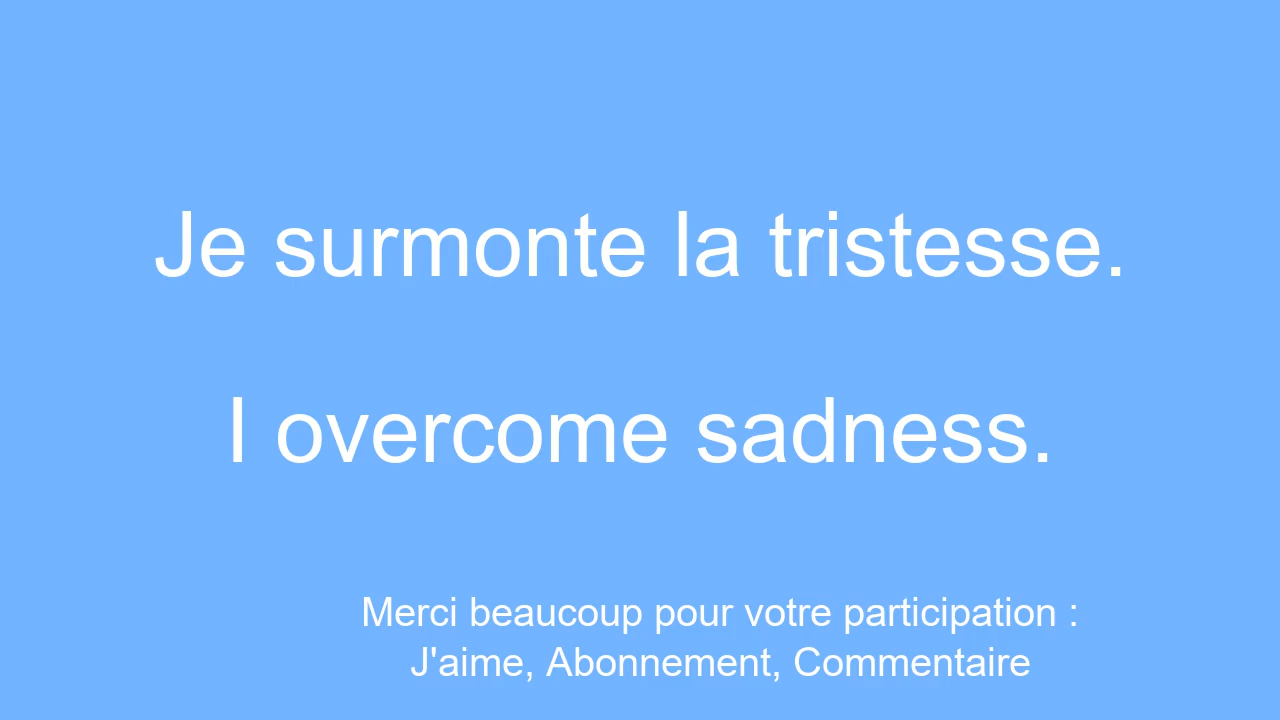 Je surmonte la tristesse.
I overcome sadness.
Merci beaucoup pour votre participation :
J'aime, Abonnement, Commentaire